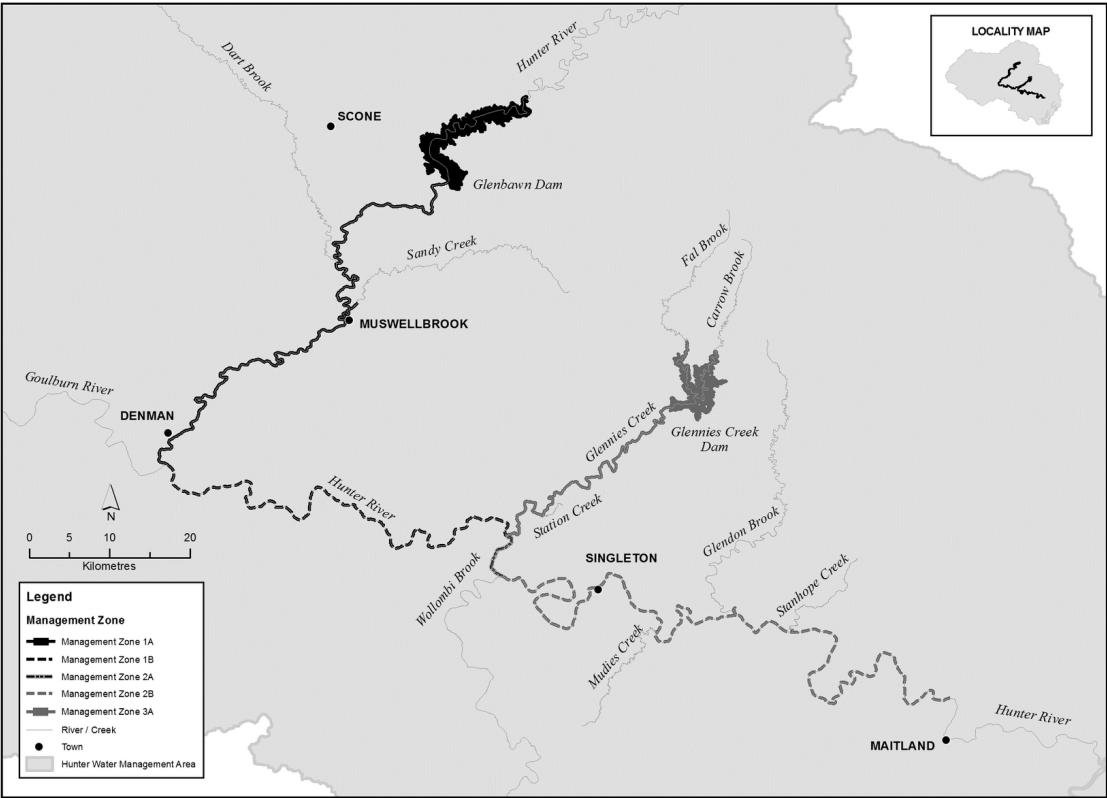 LOCALITY MAP
Dart Brook
Hunter River
SCONE
Glenbawn Dam
Sandy Creek
Fal Brook
Carrow Brook
MUSWELLBROOK
Goulburn River
DENMAN
Glennies Creek
Glennies Creek
Dam
Hunter River
Station Creek
N
0 5 10 20
Kilometres
Glendon Brook
SINGLETON
Wollombi Brook
Stanhope Creek
Mudies Creek
Hunter River
MAITLAND
Legend
Management Zone
Management Zone 1A
Management Zone 1B
Management Zone 2A
Management Zone 2B
Management Zone 3A
River / Creek
Town
Hunter Water Management Area